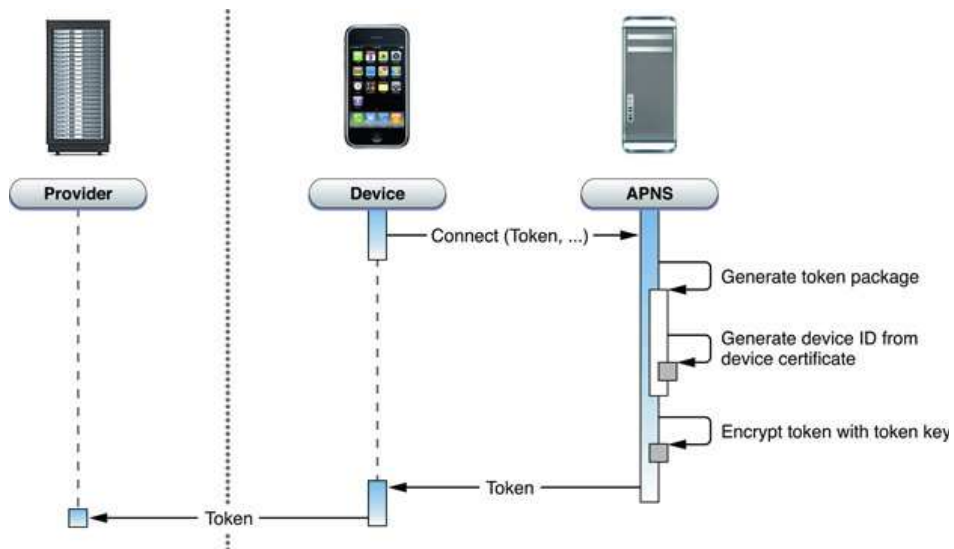 Provider
Device
APNS
Connect (Token, ...)
Generate token package
Generate device ID from
device certificate
Encrypt token with token key
Token
Token